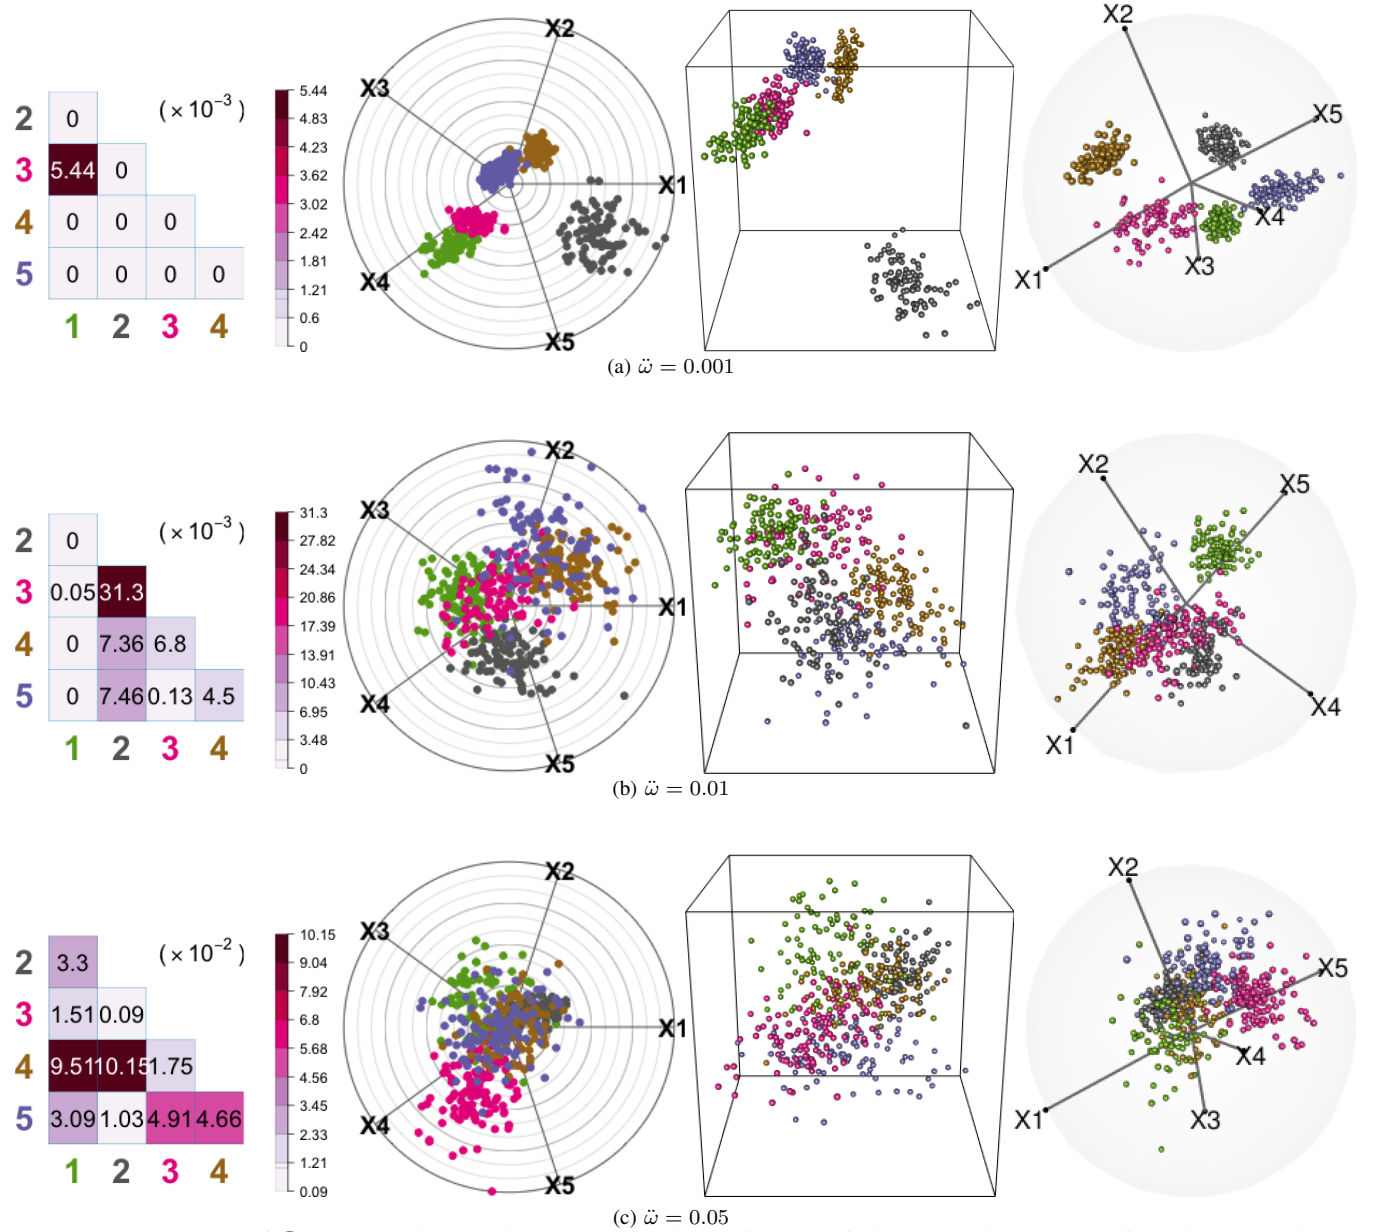 2 0 (×10⁻³)
3 5.44 0
4 0 0 0
5 0 0 0 0
1 2 3 4
5.44
4.83
4.23
3.62
3.02
2.42
1.81
1.21
0.6
0
X2
X3
X1
X4
X5
X2
X5
X4
X3
X1
(a) ω̈ = 0.001
2 0 (×10⁻³)
3 0.05 31.3
4 0 7.36 6.8
5 0 7.46 0.13 4.5
1 2 3 4
31.3
27.82
24.34
20.86
17.39
13.91
10.43
6.95
3.48
0
X2
X3
X1
X4
X5
X2
X5
X4
X1
(b) ω̈ = 0.01
2 3.3 (×10⁻²)
3 1.51 0.09
4 9.51 10.15 1.75
5 3.09 1.03 4.91 4.66
1 2 3 4
10.15
9.04
7.92
6.8
5.68
4.56
3.45
2.33
1.21
0.09
X2
X3
X1
X4
X5
X2
X5
X4
X1
X3
(c) ω̈ = 0.05